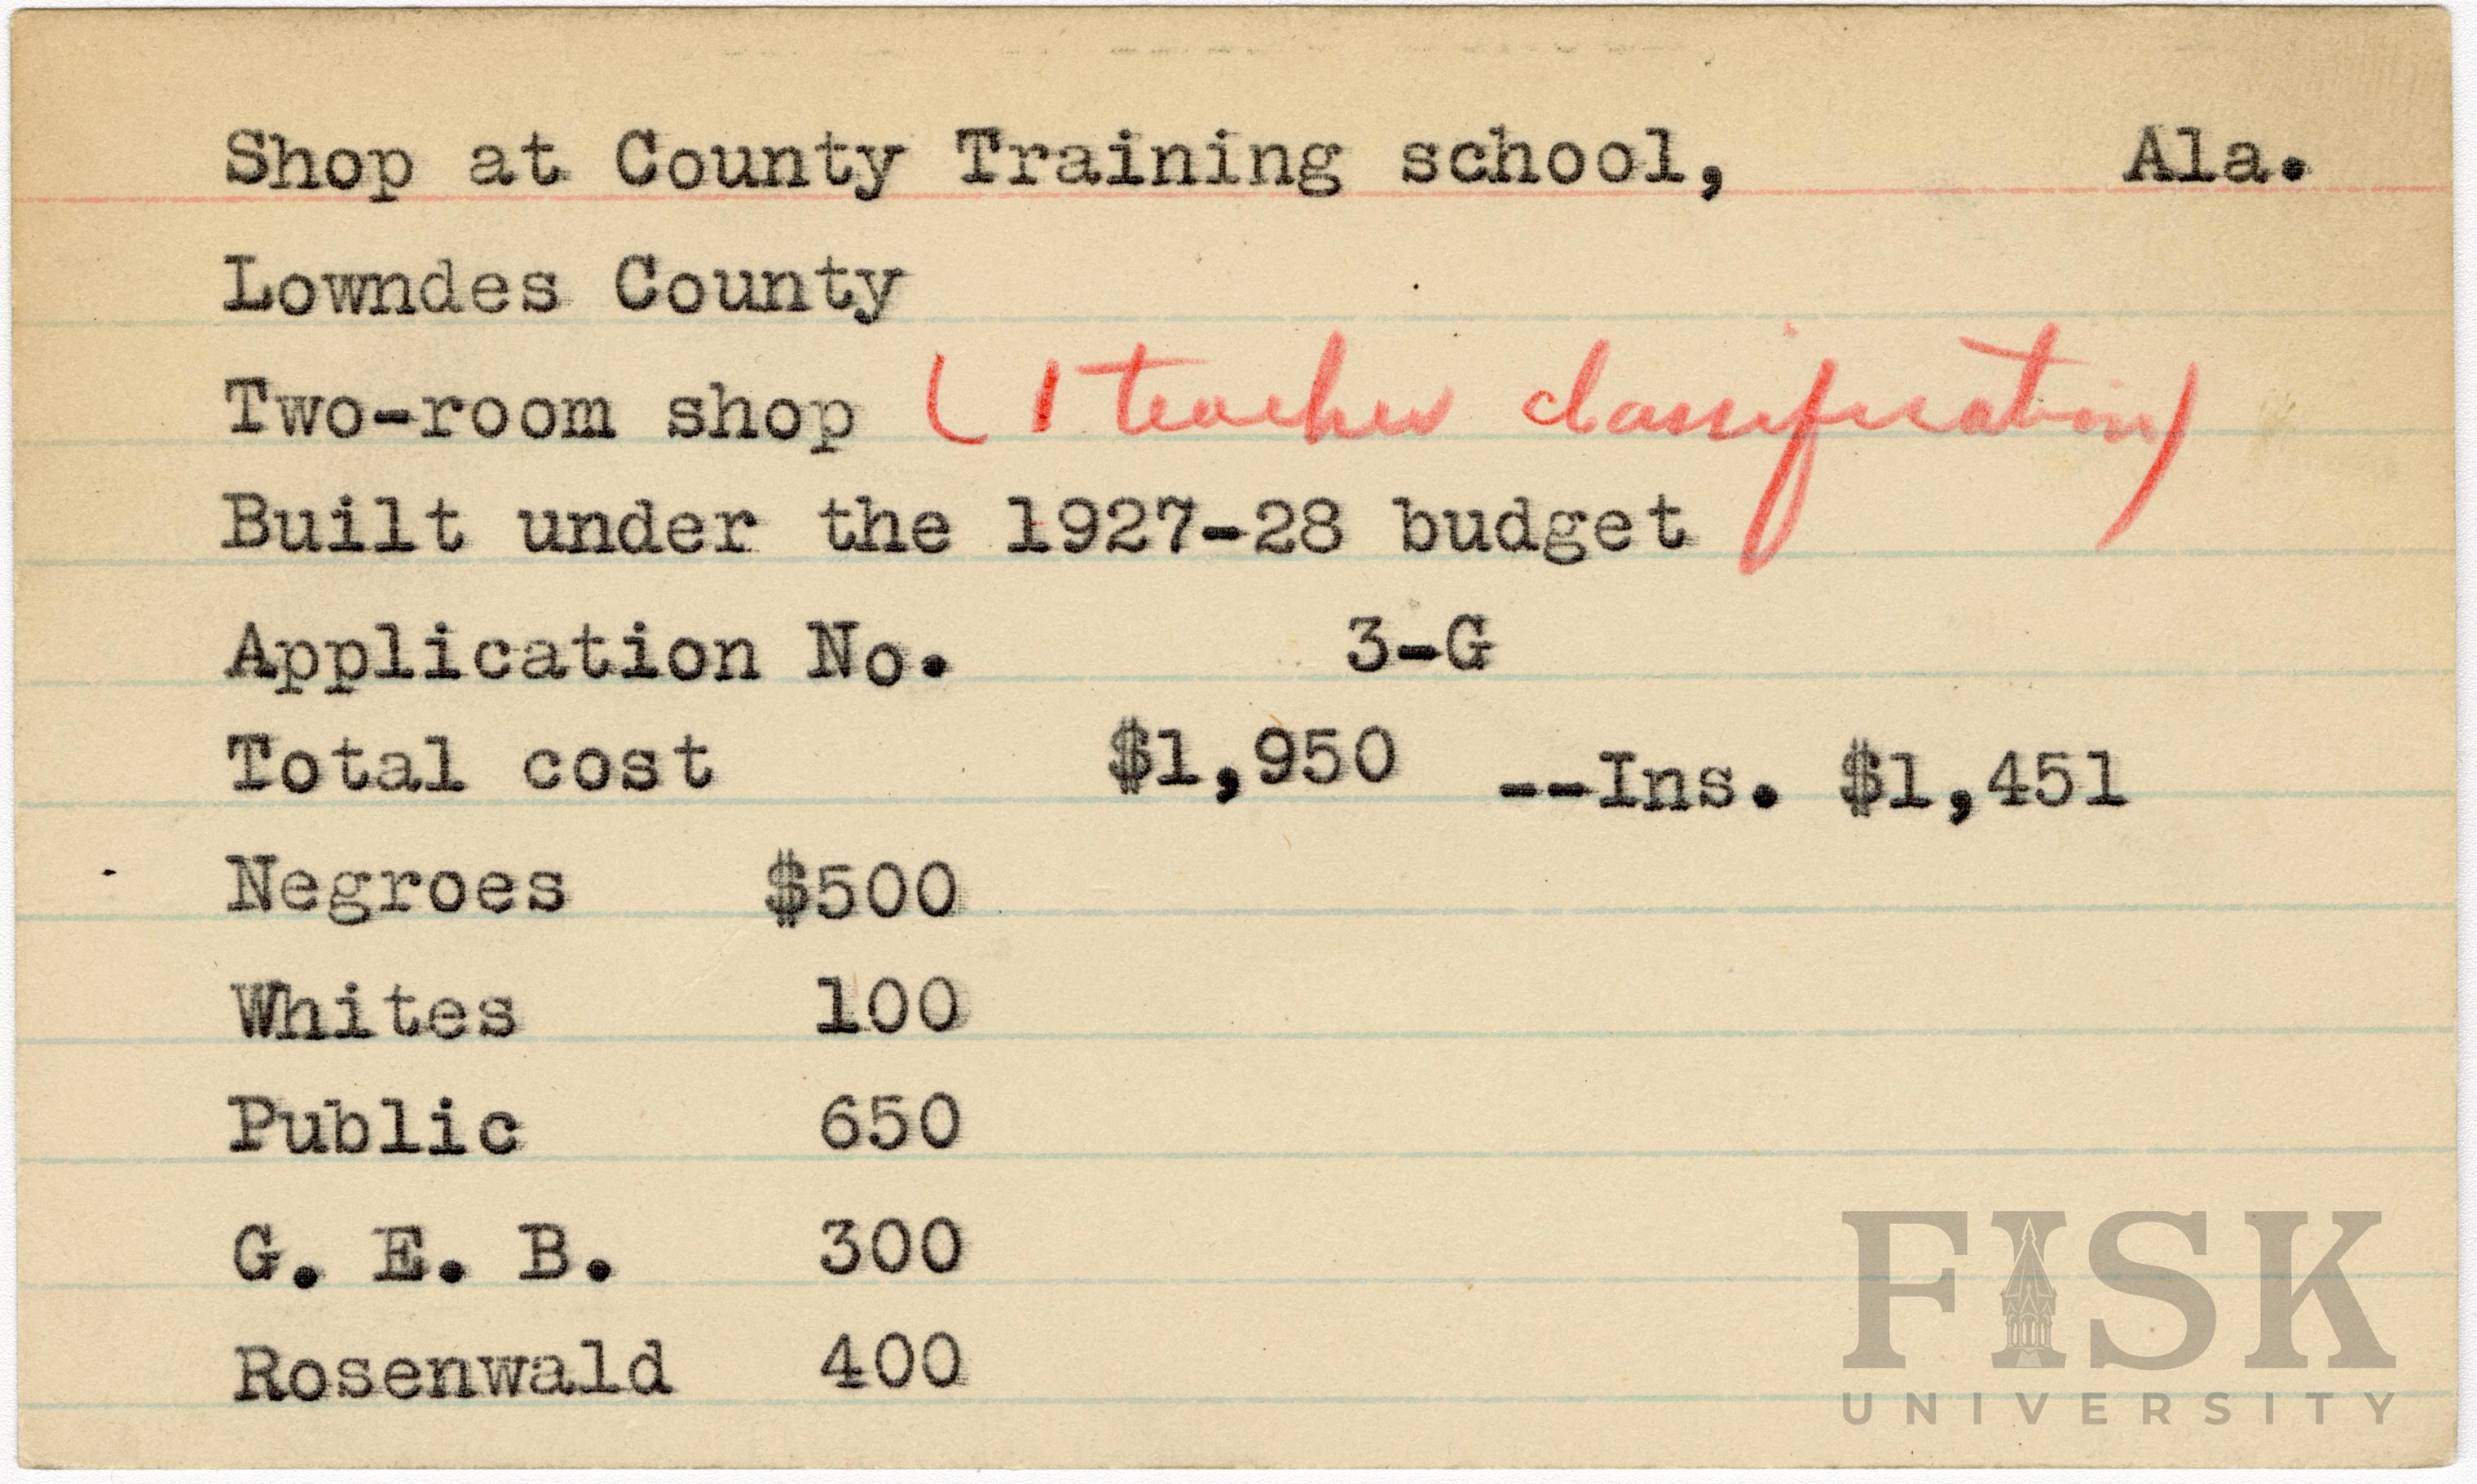 Shop at County Training school, Ala.
Lowndes County
Two-room shop (1 teacher classification)
Built under the 1927-28 budget
Application No. 3-G
Total cost $1,950 --Ins. $1,451
Negroes $500
Whites 100
Public 650
G. E. B. 300
Rosenwald 400
FISK
UNIVERSITY